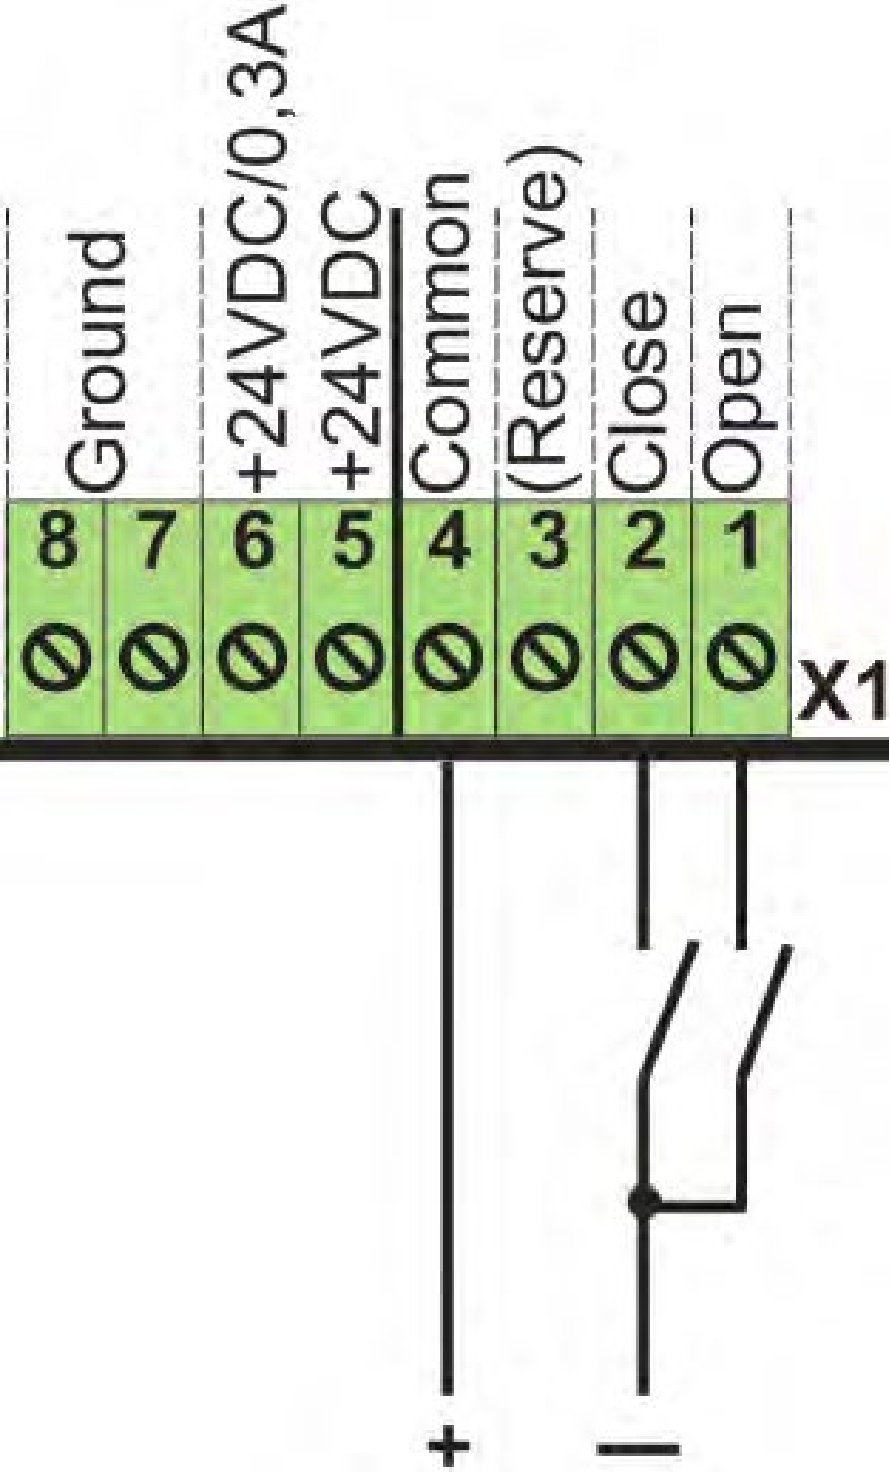 Ground
+24VDC/0,3A
+24VDC
Common
(Reserve)
Close
Open
8 7 6 5 4 3 2 1
X1
+ —